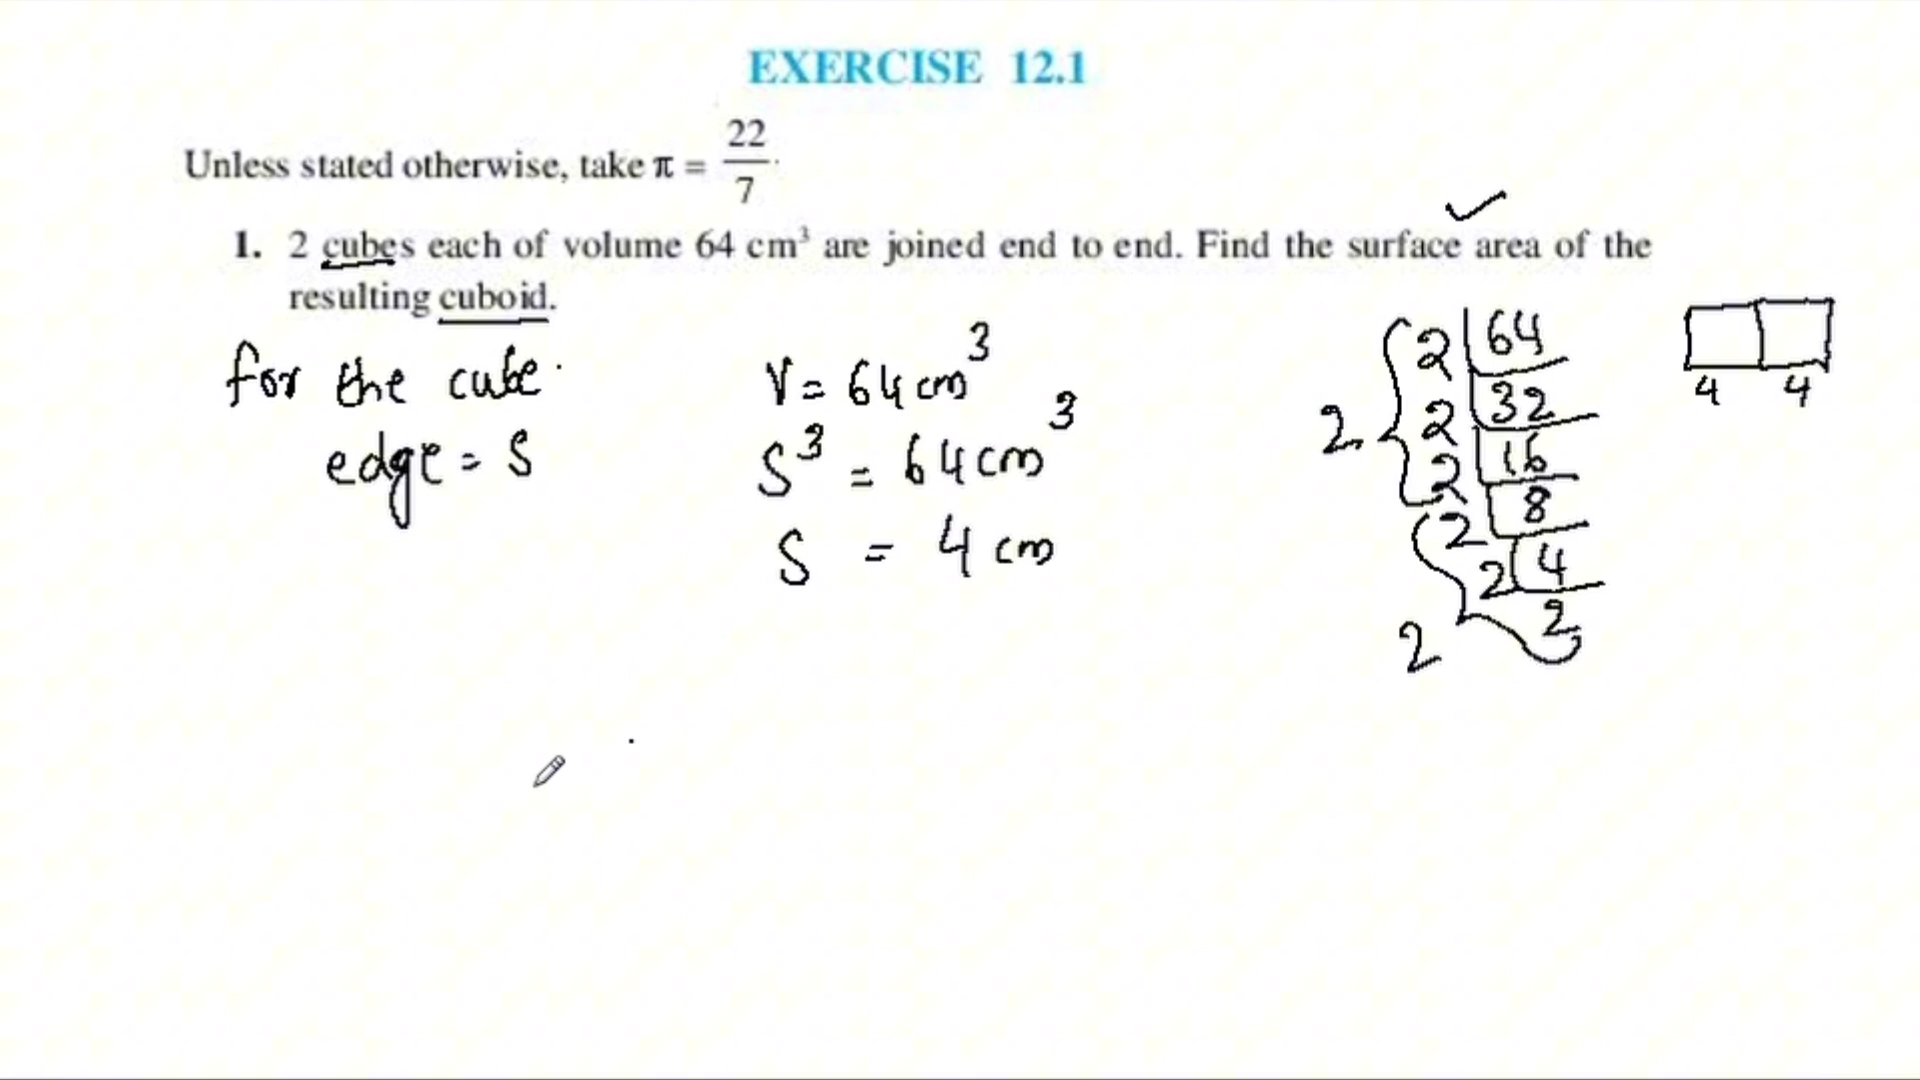 EXERCISE 12.1
Unless stated otherwise, take π = 22/7.
1. 2 cubes each of volume 64 cm³ are joined end to end. Find the surface area of the
resulting cuboid.
for the cube.
edge = S
V = 64 cm³
S³ = 64 cm³
S = 4 cm
2 | 64
2 | 32
2 | 16
2 | 8
2 | 4
2
2
2
4 4